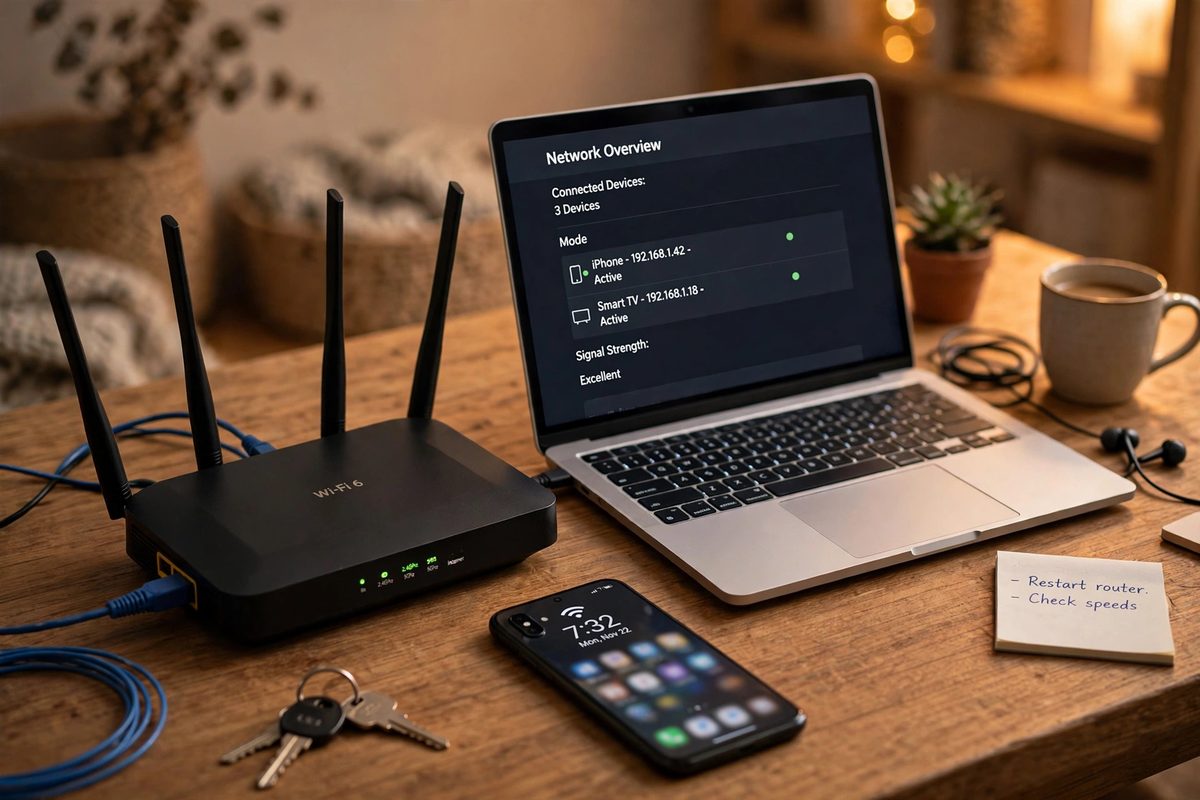 Network Overview
Connected Devices:
3 Devices
Mode
iPhone - 192.168.1.42 -
Active
Smart TV - 192.168.1.18 -
Active
Signal Strength:
Excellent
Wi-Fi 6
2.4GHz
5GHz
Internet
7:32
Mon, Nov 22
- Restart router.
- Check speeds